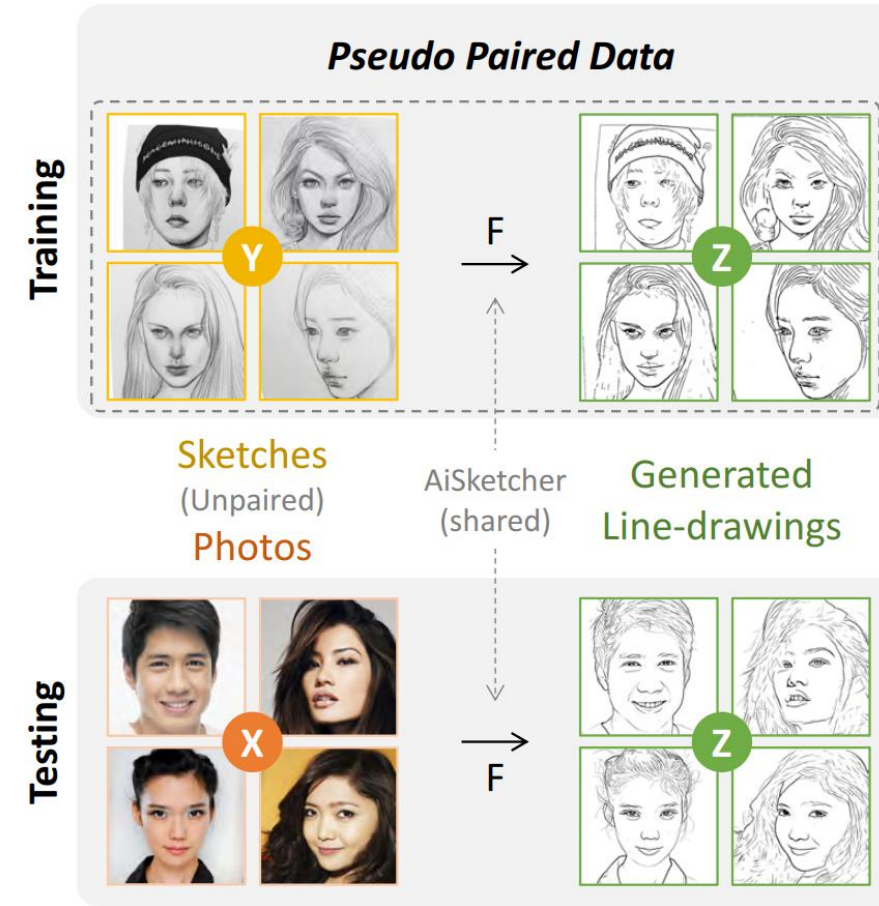 Pseudo Paired Data
Training
Y
F
Z
Sketches
(Unpaired)
Photos
AiSketcher
(shared)
Generated
Line-drawings
Testing
X
F
Z